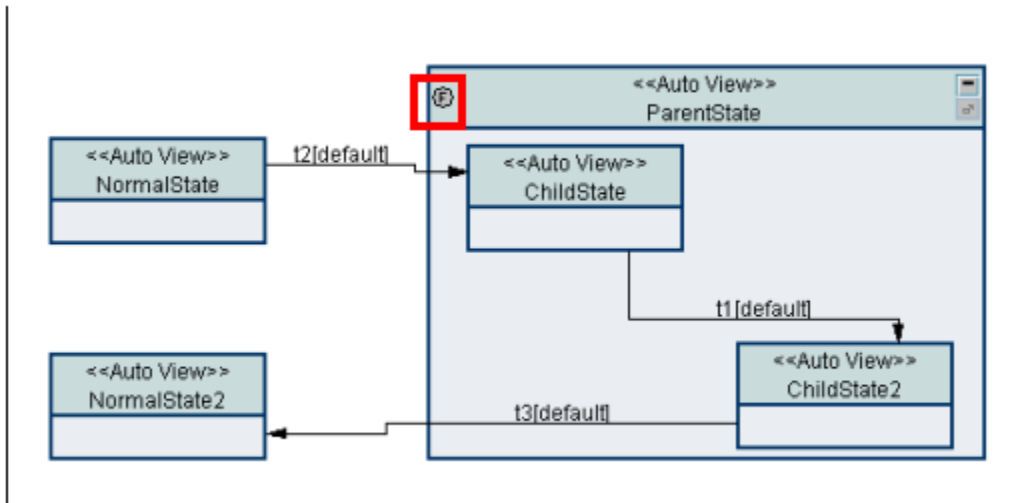 <<Auto View>>
ParentState
F
<<Auto View>>
NormalState
t2[default]
<<Auto View>>
ChildState
t1[default]
<<Auto View>>
NormalState2
t3[default]
<<Auto View>>
ChildState2